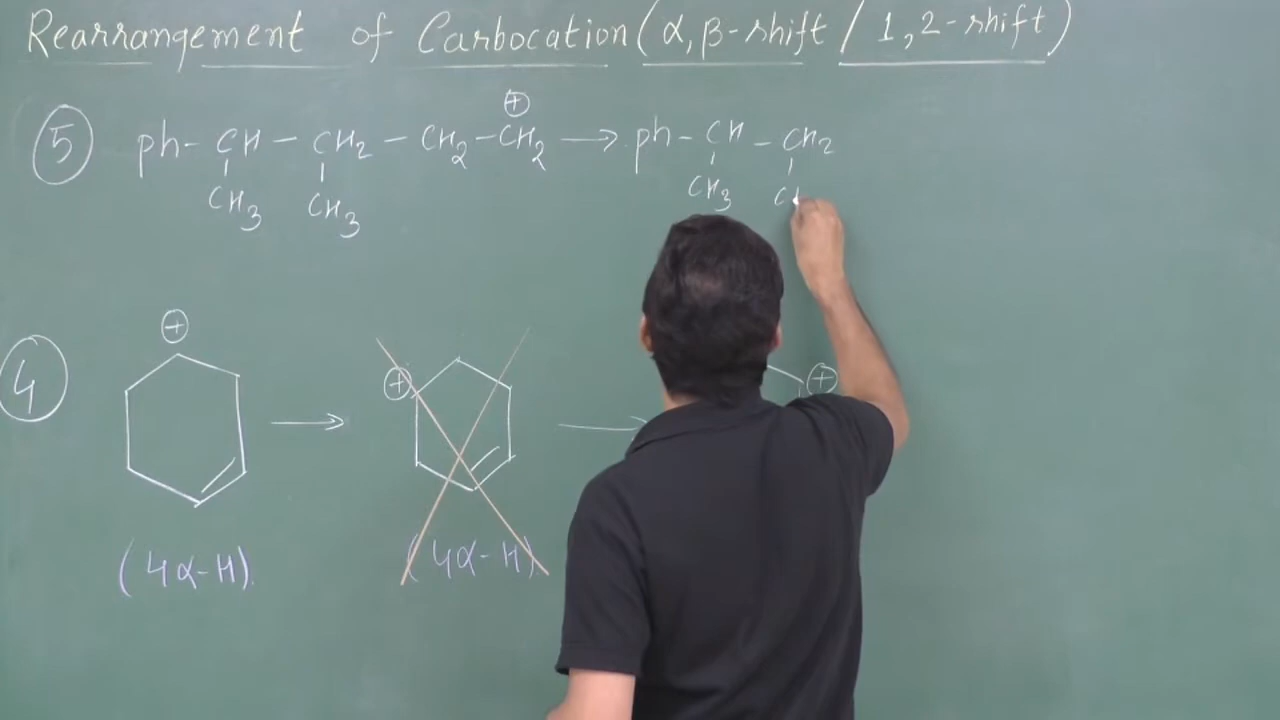 Rearrangement of Carbocation (α,β-shift / 1,2-shift)
⊕
5 ph-CH-CH2-CH2-CH2 → ph-CH-CH2
CH3 CH3 CH3
⊕
4 ⊕ → → ⊕
(4α-H) (4α-H)